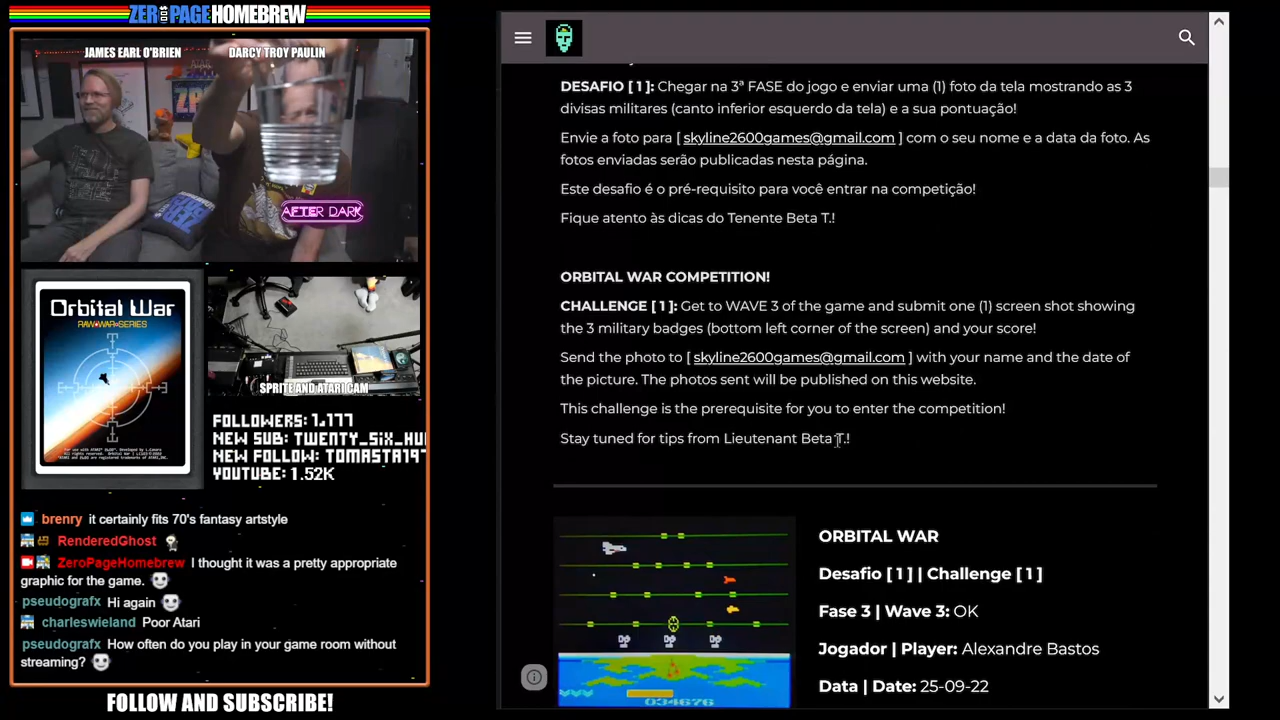 ZERO PAGE HOMEBREW
JAMES EARL O'BRIEN
DARCY TROY PAULIN
AFTER DARK
Orbital War
RAW WAR SERIES
SPRITE AND ATARI CAM
FOLLOWERS: 1,177
NEW SUB: TWENTY_SIX_HU
NEW FOLLOW: TOMASTA197
YOUTUBE: 1.52K
brenry it certainly fits 70's fantasy artstyle
RenderedGhost
ZeroPageHomebrew I thought it was a pretty appropriate
graphic for the game.
pseudografx Hi again
charleswieland Poor Atari
pseudografx How often do you play in your game room without
streaming?
FOLLOW AND SUBSCRIBE!
DESAFIO [ 1 ]: Chegar na 3ª FASE do jogo e enviar uma (1) foto da tela mostrando as 3
divisas militares (canto inferior esquerdo da tela) e a sua pontuação!
Envie a foto para [ skyline2600games@gmail.com ] com o seu nome e a data da foto. As
fotos enviadas serão publicadas nesta página.
Este desafio é o pré-requisito para você entrar na competição!
Fique atento às dicas do Tenente Beta T.!
ORBITAL WAR COMPETITION!
CHALLENGE [ 1 ]: Get to WAVE 3 of the game and submit one (1) screen shot showing
the 3 military badges (bottom left corner of the screen) and your score!
Send the photo to [ skyline2600games@gmail.com ] with your name and the date of
the picture. The photos sent will be published on this website.
This challenge is the prerequisite for you to enter the competition!
Stay tuned for tips from Lieutenant Beta T.!
034676
ORBITAL WAR
Desafio [ 1 ] | Challenge [ 1 ]
Fase 3 | Wave 3: OK
Jogador | Player: Alexandre Bastos
Data | Date: 25-09-22